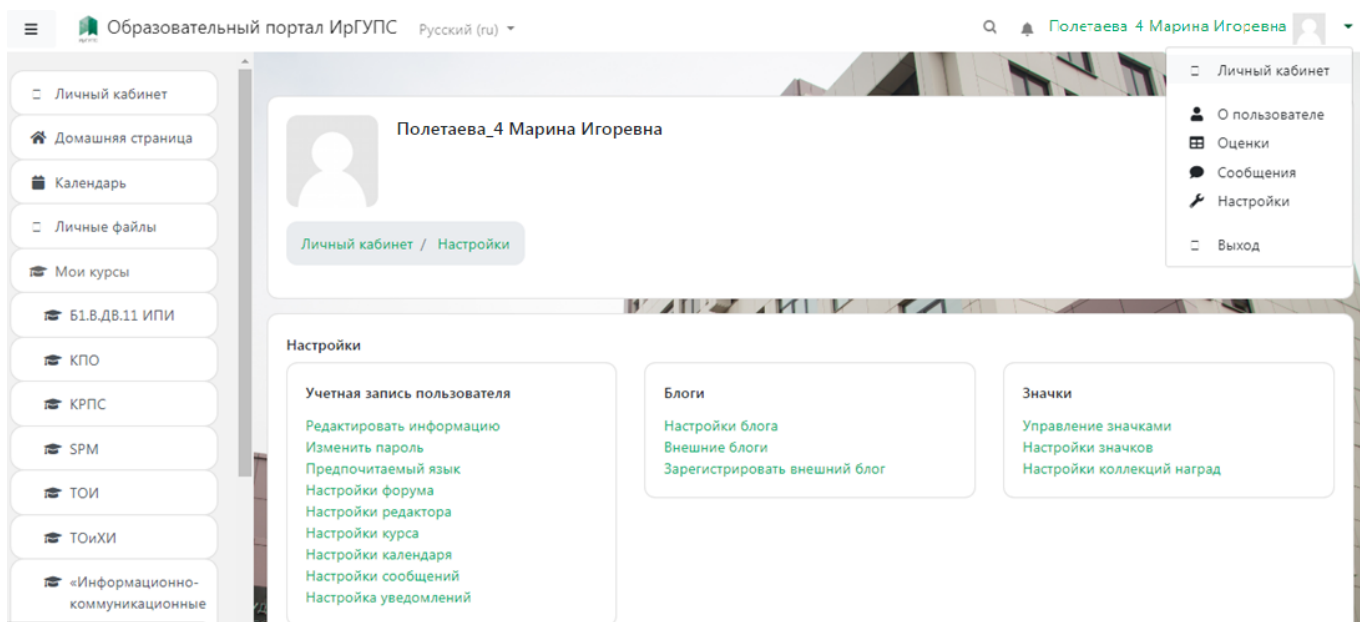 Образовательный портал ИрГУПС Русский (ru)
Полетаева_4 Марина Игоревна
Личный кабинет
О пользователе
Оценки
Сообщения
Настройки
Выход
Личный кабинет
Домашняя страница
Календарь
Личные файлы
Мои курсы
Б1.В.ДВ.11 ИПИ
КПО
КРПС
SPM
ТОИ
ТОиХИ
«Информационно-
коммуникационные
Полетаева_4 Марина Игоревна
Личный кабинет / Настройки
Настройки
Учетная запись пользователя
Редактировать информацию
Изменить пароль
Предпочитаемый язык
Настройки форума
Настройки редактора
Настройки курса
Настройки календаря
Настройки сообщений
Настройка уведомлений
Блоги
Настройки блога
Внешние блоги
Зарегистрировать внешний блог
Значки
Управление значками
Настройки значков
Настройки коллекций наград